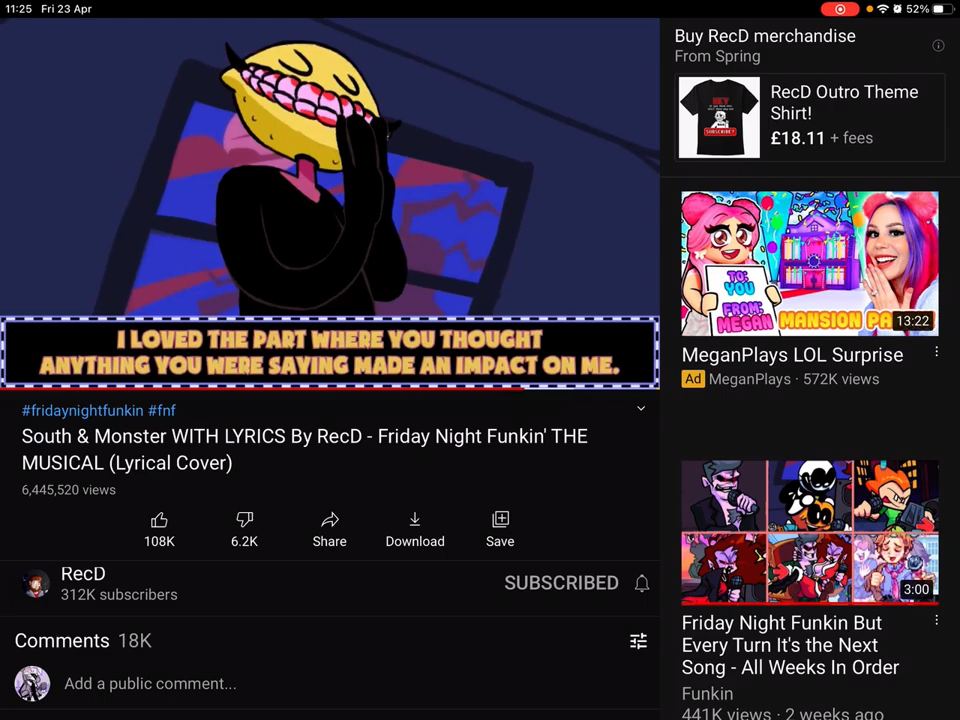 11:25 Fri 23 Apr
52%
I LOVED THE PART WHERE YOU THOUGHT
ANYTHING YOU WERE SAYING MADE AN IMPACT ON ME.
#fridaynightfunkin #fnf
South & Monster WITH LYRICS By RecD - Friday Night Funkin' THE
MUSICAL (Lyrical Cover)
6,445,520 views
108K
6.2K
Share
Download
Save
RecD
312K subscribers
SUBSCRIBED
Comments 18K
Add a public comment...
Buy RecD merchandise
From Spring
HEY
SUBSCRIBE?
RecD Outro Theme
Shirt!
£18.11 + fees
TO:
YOU
FROM:
MEGAN
MANSION PA
13:22
MeganPlays LOL Surprise
Ad MeganPlays · 572K views
3:00
Friday Night Funkin But
Every Turn It's the Next
Song - All Weeks In Order
Funkin
441K views · 2 weeks ago